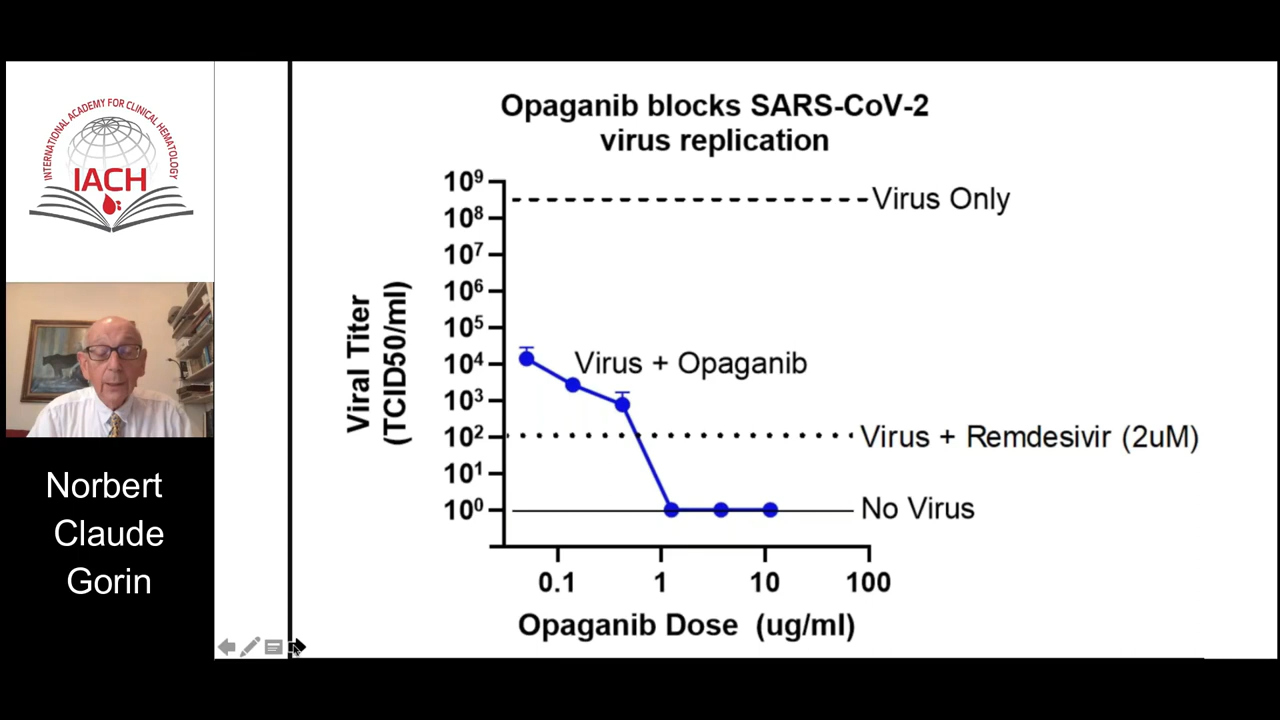 INTERNATIONAL ACADEMY FOR CLINICAL HEMATOLOGY
IACH
Norbert
Claude
Gorin
Opaganib blocks SARS-CoV-2
virus replication
Viral Titer
(TCID50/ml)
10⁹
10⁸
10⁷
10⁶
10⁵
10⁴
10³
10²
10¹
10⁰
Virus Only
Virus + Opaganib
Virus + Remdesivir (2uM)
No Virus
0.1 1 10 100
Opaganib Dose (ug/ml)